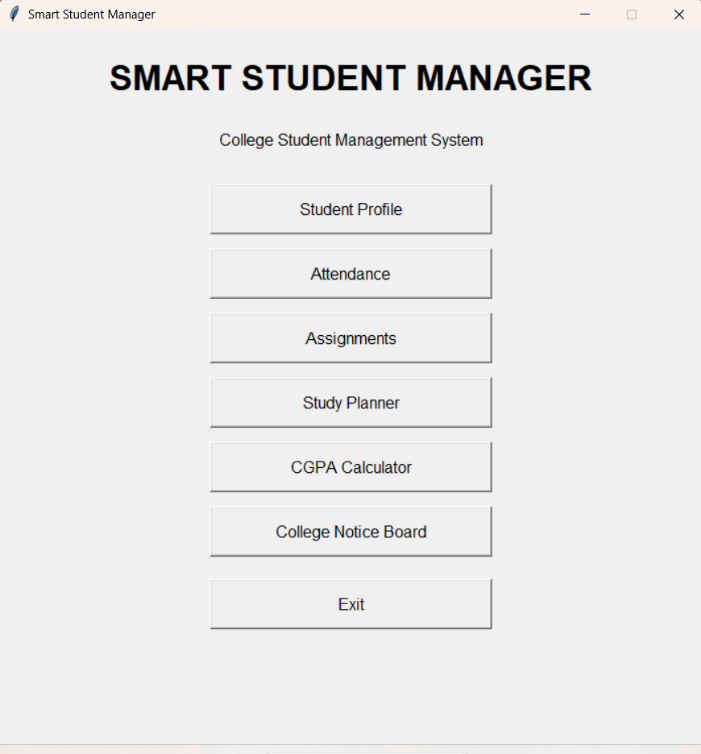 Smart Student Manager
SMART STUDENT MANAGER
College Student Management System
Student Profile
Attendance
Assignments
Study Planner
CGPA Calculator
College Notice Board
Exit